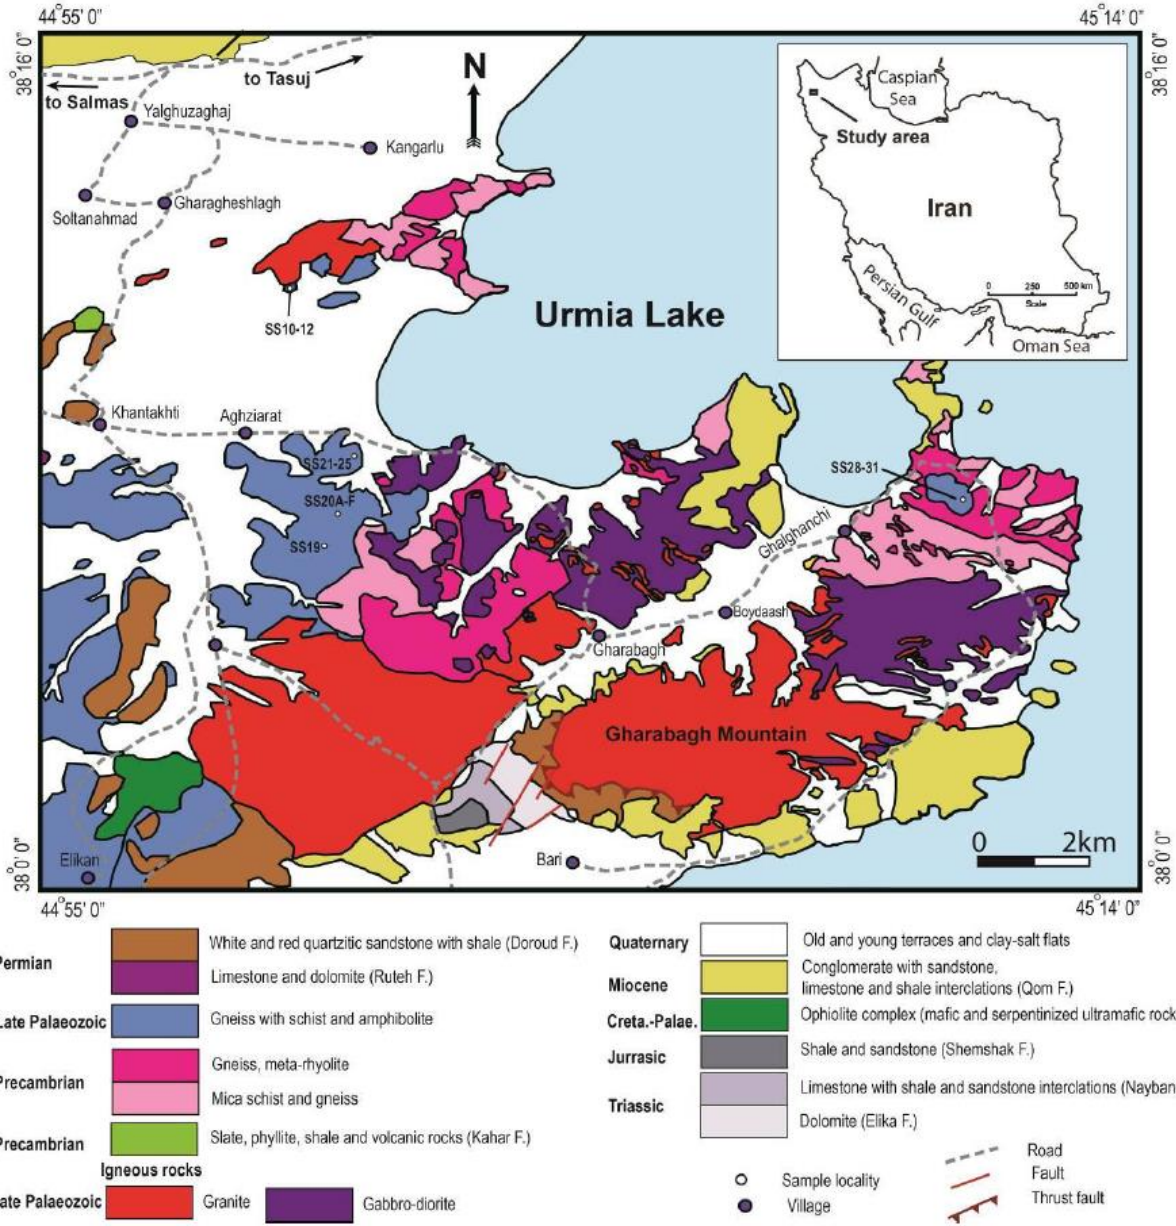 44°55' 0"
45°14' 0"
38°16' 0"
38°16' 0"
to Tasuj
to Salmas
N
Yalghuzaghaj
Kangarlu
Soltanahmad
Gharagheshlagh
Caspian
Sea
Study area
Iran
Persian Gulf
0 250 500 km
Scale
Oman Sea
SS10-12
Urmia Lake
Khantakhti
Aghziarat
SS21-25
SS20A-F
SS19
SS28-31
Ghalghanchi
Boydaash
Gharabagh
Gharabagh Mountain
Elikan
Bari
0 2km
38°0' 0"
38°0' 0"
44°55' 0"
45°14' 0"
Permian
White and red quartzitic sandstone with shale (Doroud F.)
Limestone and dolomite (Ruteh F.)
Late Palaeozoic
Gneiss with schist and amphibolite
Precambrian
Gneiss, meta-rhyolite
Mica schist and gneiss
Precambrian
Slate, phyllite, shale and volcanic rocks (Kahar F.)
Igneous rocks
ate Palaeozoic
Granite
Gabbro-diorite
Quaternary
Old and young terraces and clay-salt flats
Miocene
Conglomerate with sandstone,
limestone and shale interclations (Qom F.)
Creta.-Palae.
Ophiolite complex (mafic and serpentinized ultramafic rock
Jurrasic
Shale and sandstone (Shemshak F.)
Triassic
Limestone with shale and sandstone interclations (Nayban
Dolomite (Elika F.)
Sample locality
Village
Road
Fault
Thrust fault